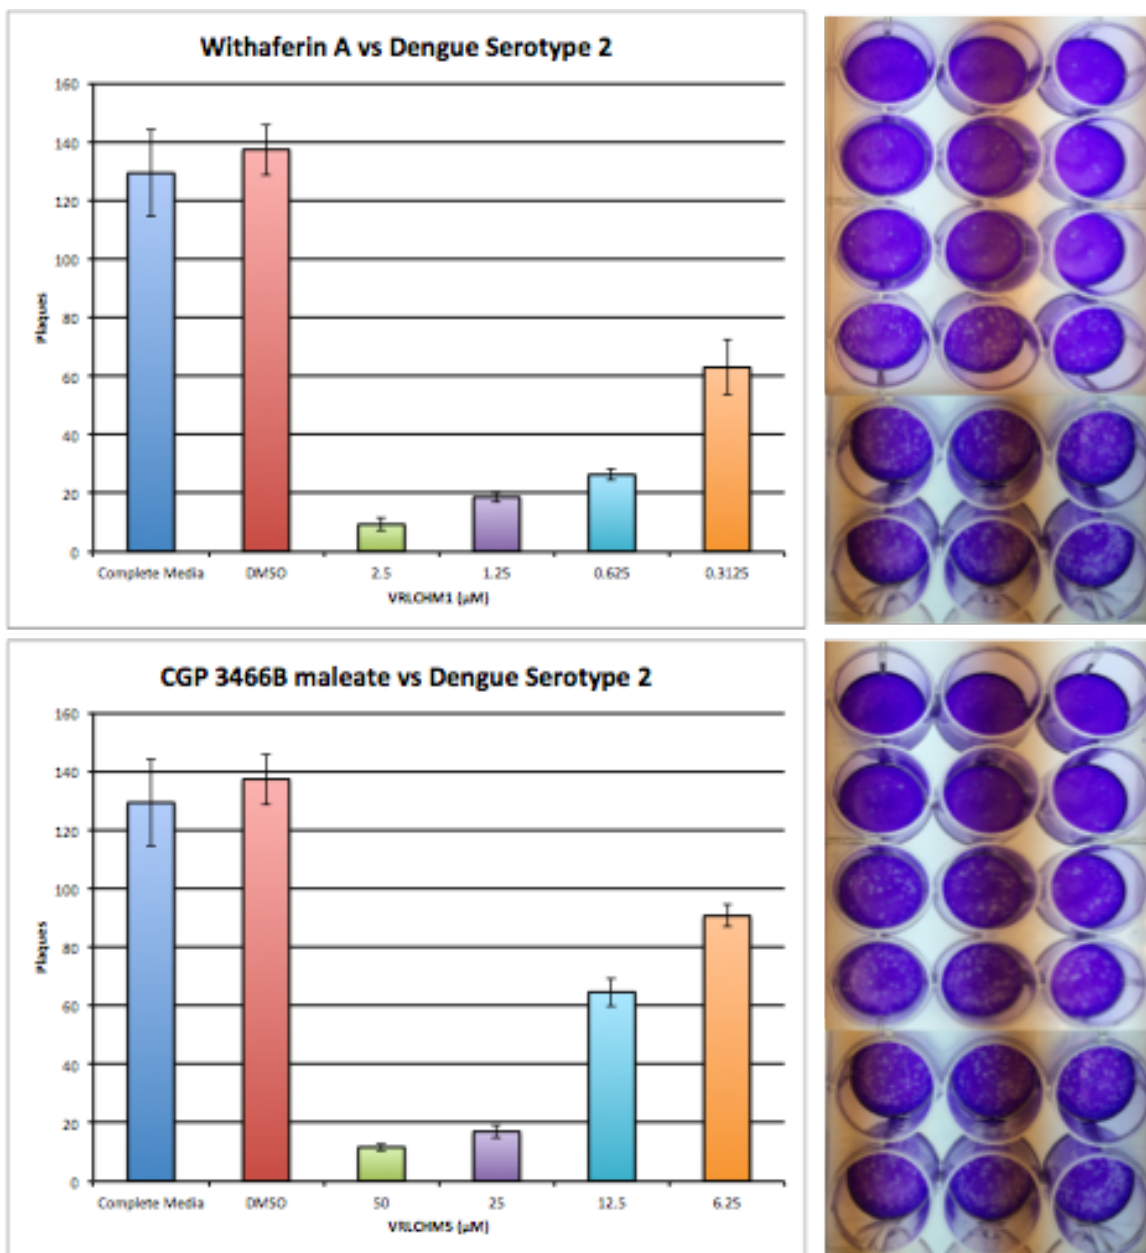 Withaferin A vs Dengue Serotype 2
160
140
120
100
80
60
40
20
0
Plaques
Complete Media DMSO 2.5 1.25 0.625 0.3125
VRLCHM1 (µM)
CGP 3466B maleate vs Dengue Serotype 2
160
140
120
100
80
60
40
20
0
Plaques
Complete Media DMSO 50 25 12.5 6.25
VRLCHM5 (µM)